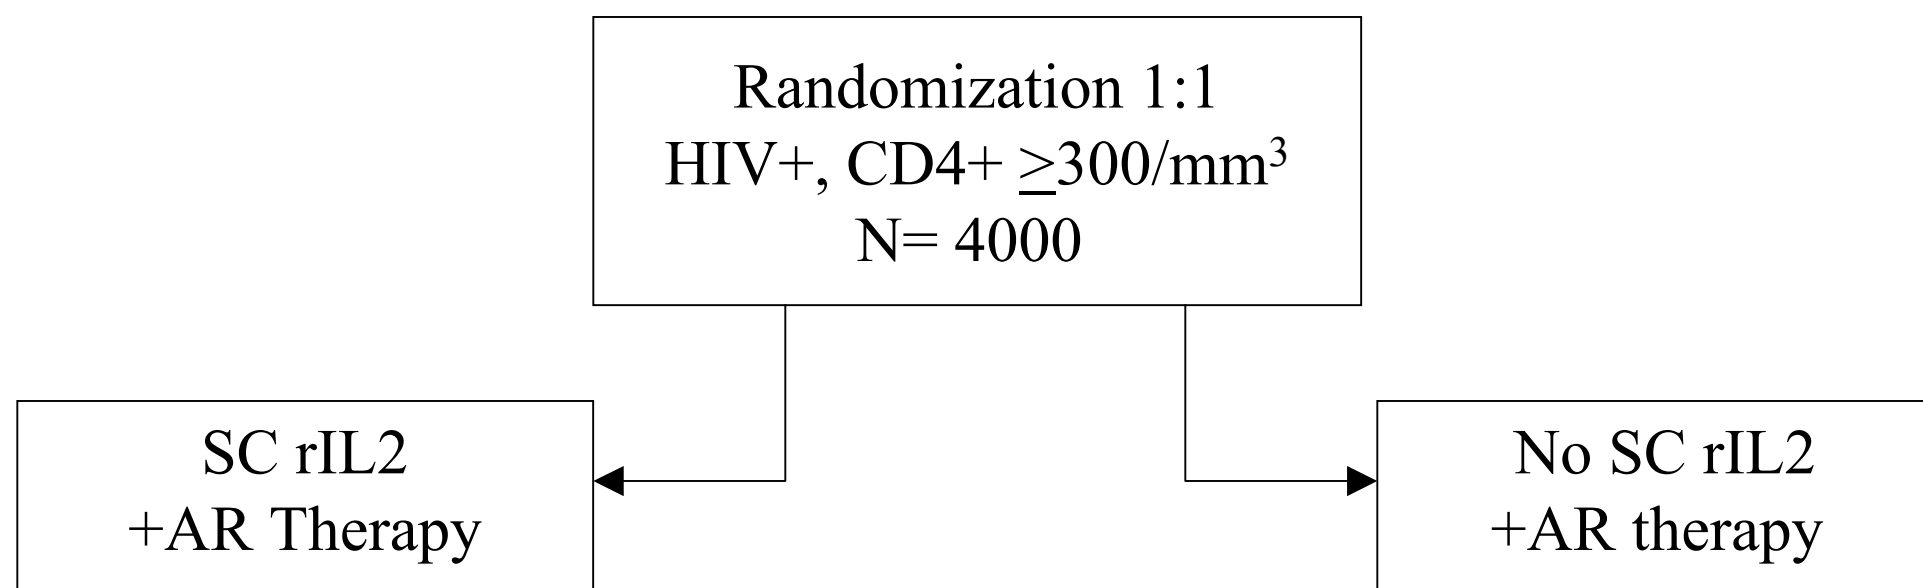 Randomization 1:1
HIV+, CD4+ ≥300/mm³
N= 4000
SC rIL2
+AR Therapy
No SC rIL2
+AR therapy